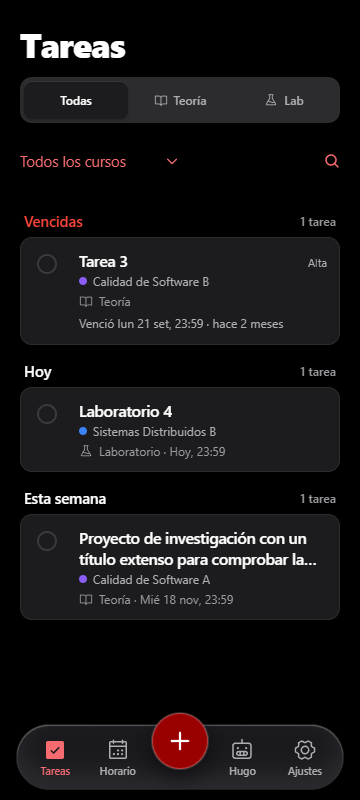 Tareas
Todas
Teoría
Lab
Todos los cursos
Vencidas
1 tarea
Tarea 3
Alta
Calidad de Software B
Teoría
Venció lun 21 set, 23:59 · hace 2 meses
Hoy
1 tarea
Laboratorio 4
Sistemas Distribuidos B
Laboratorio · Hoy, 23:59
Esta semana
1 tarea
Proyecto de investigación con un
título extenso para comprobar la...
Calidad de Software A
Teoría · Mié 18 nov, 23:59
Tareas
Horario
Hugo
Ajustes